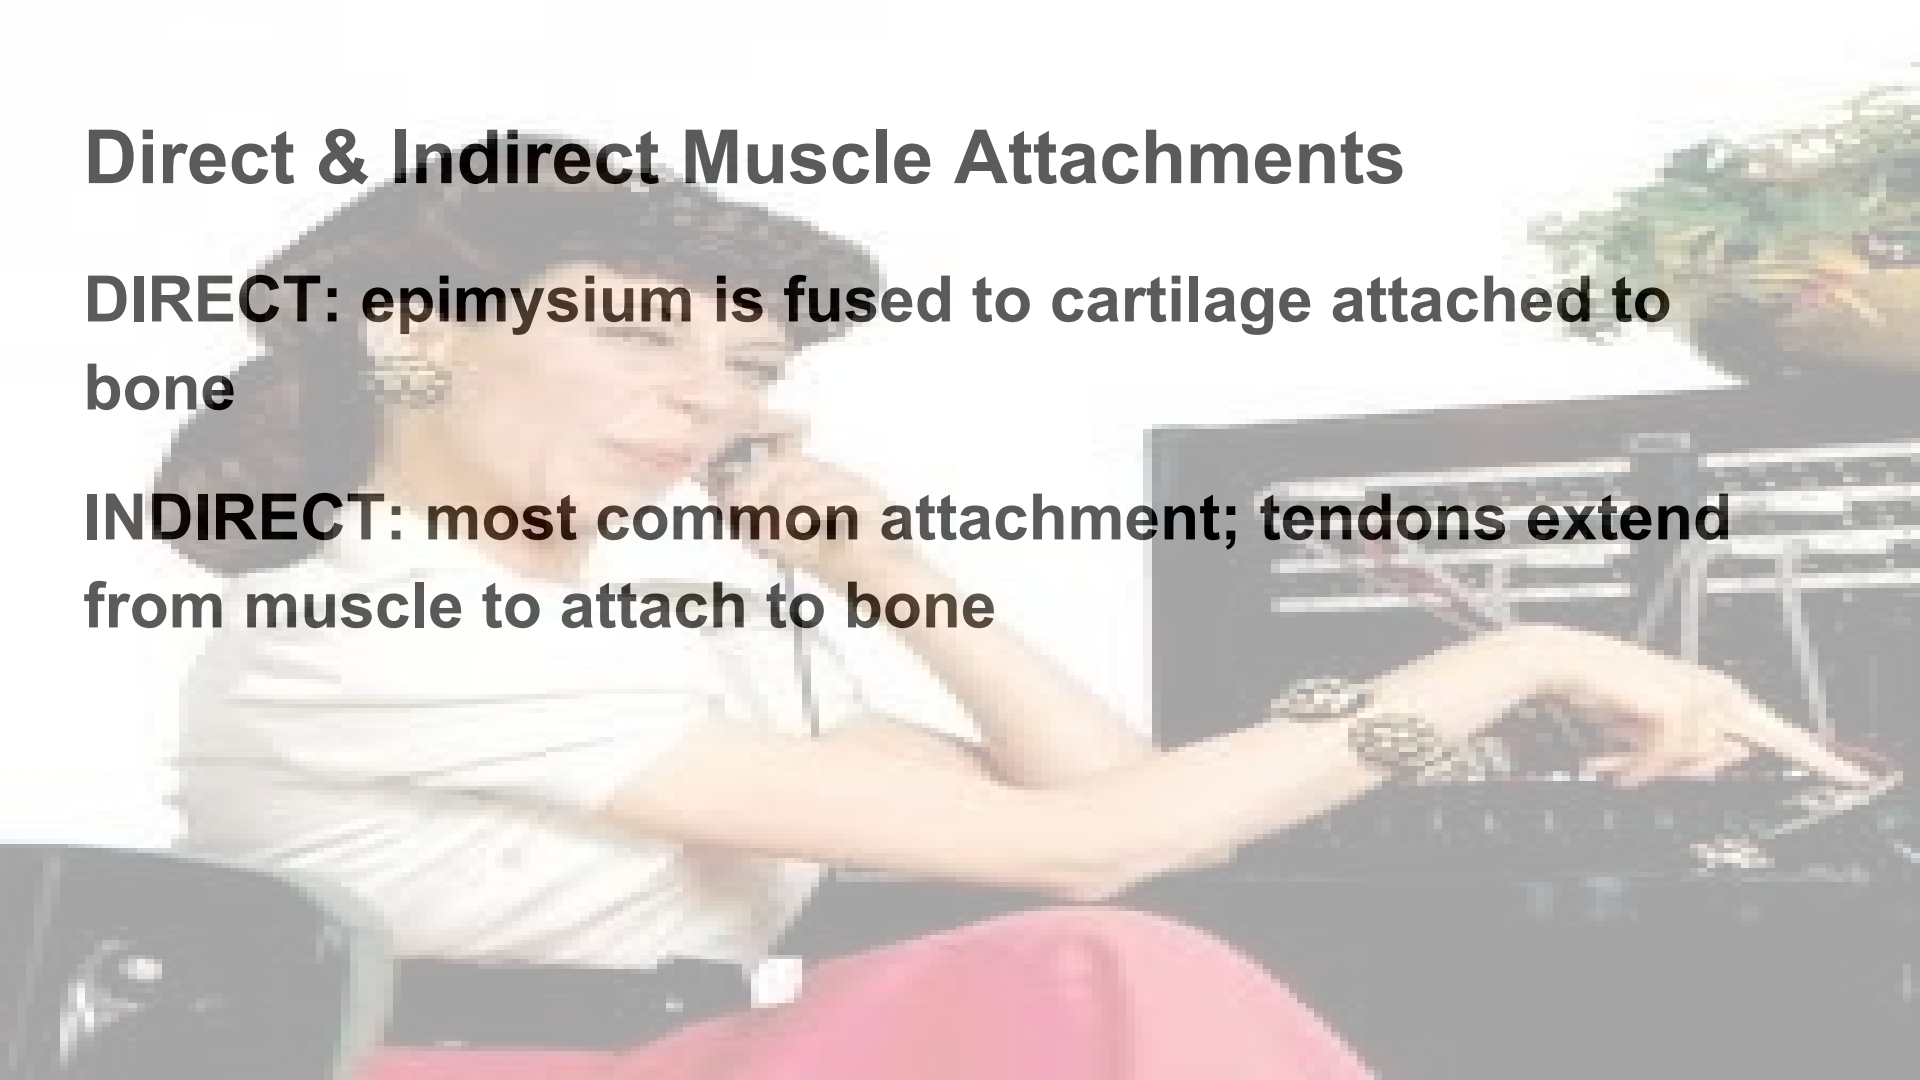 Direct & Indirect Muscle Attachments
DIRECT: epimysium is fused to cartilage attached to
bone
INDIRECT: most common attachment; tendons extend
from muscle to attach to bone